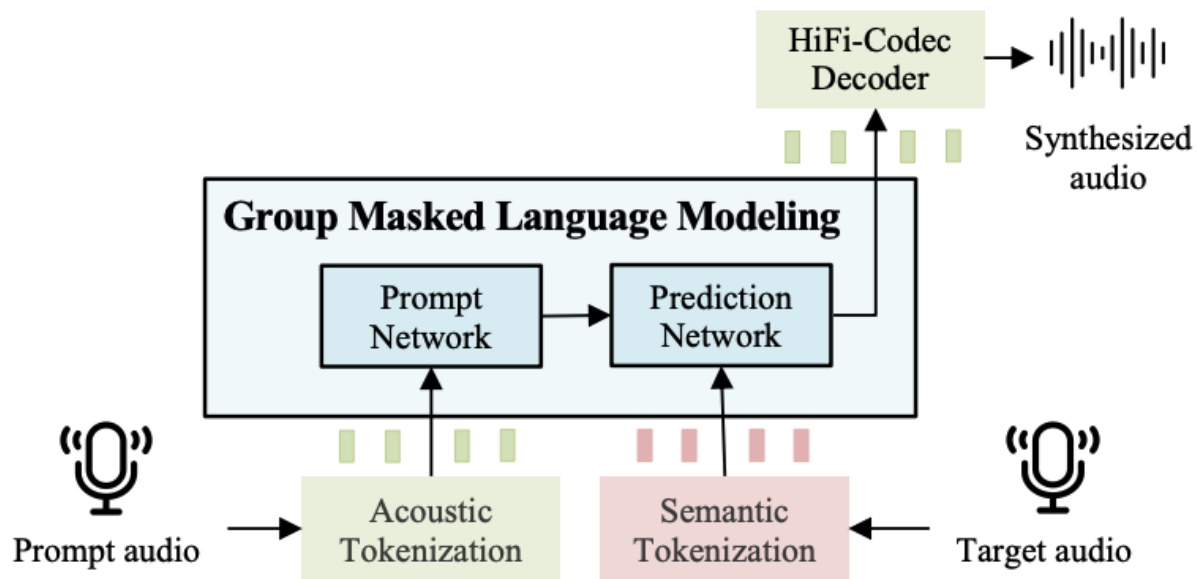 HiFi-Codec
Decoder
Synthesized
audio
Group Masked Language Modeling
Prompt
Network
Prediction
Network
Prompt audio
Acoustic
Tokenization
Semantic
Tokenization
Target audio